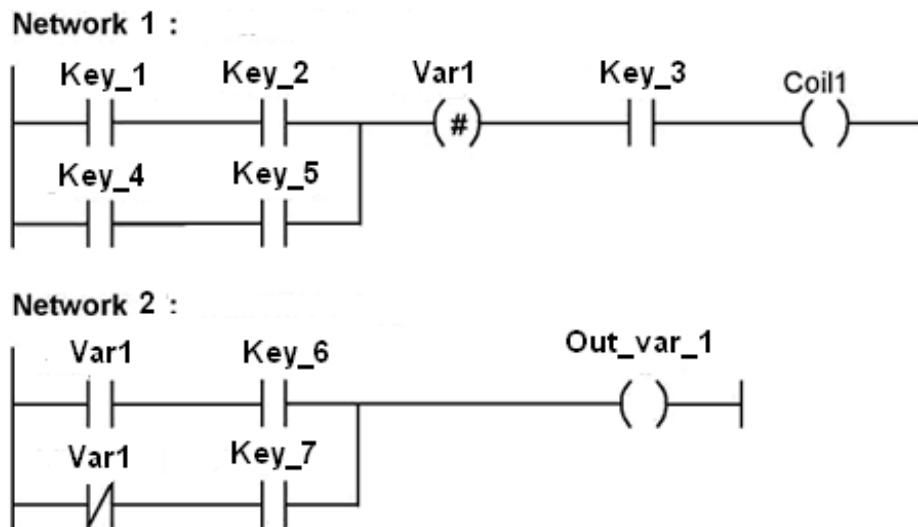 Network 1 :
Key_1 Key_2 Var1 Key_3 Coil1
#
Key_4 Key_5
Network 2 :
Var1 Key_6 Out_var_1
Var1 Key_7